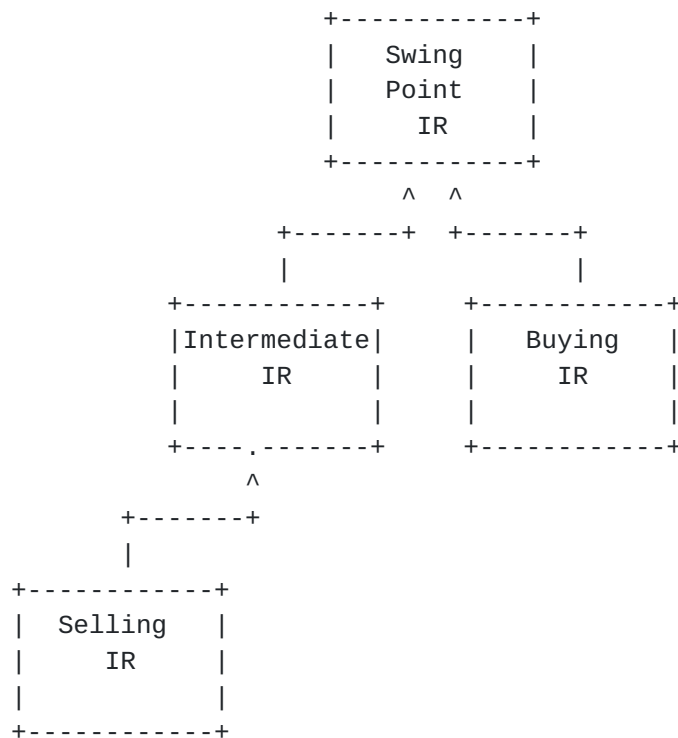 Swing
Point
IR
Intermediate
IR
Buying
IR
Selling
IR